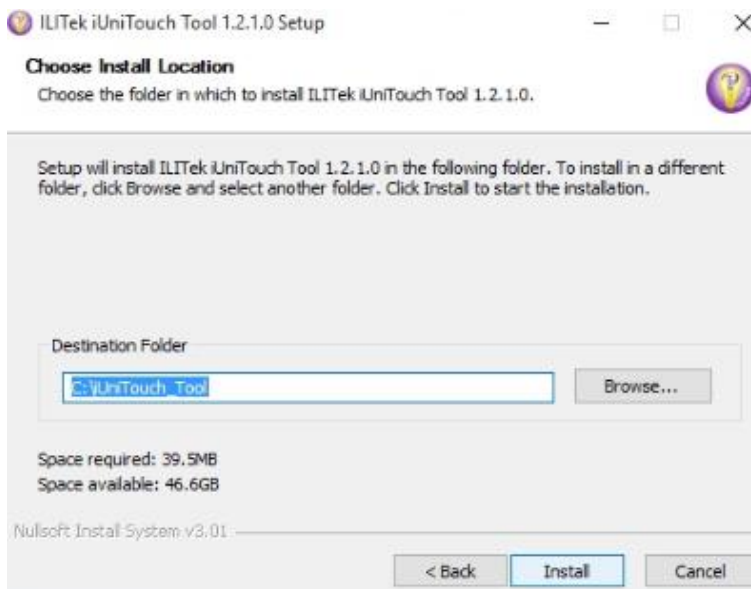 ILITek iUniTouch Tool 1.2.1.0 Setup
Choose Install Location
Choose the folder in which to install ILITek iUniTouch Tool 1.2.1.0.
Setup will install ILITek iUniTouch Tool 1.2.1.0 in the following folder. To install in a different
folder, click Browse and select another folder. Click Install to start the installation.
Destination Folder
C:\iUniTouch_Tool
Browse...
Space required: 39.5MB
Space available: 46.6GB
Nullsoft Install System v3.01
< Back
Install
Cancel